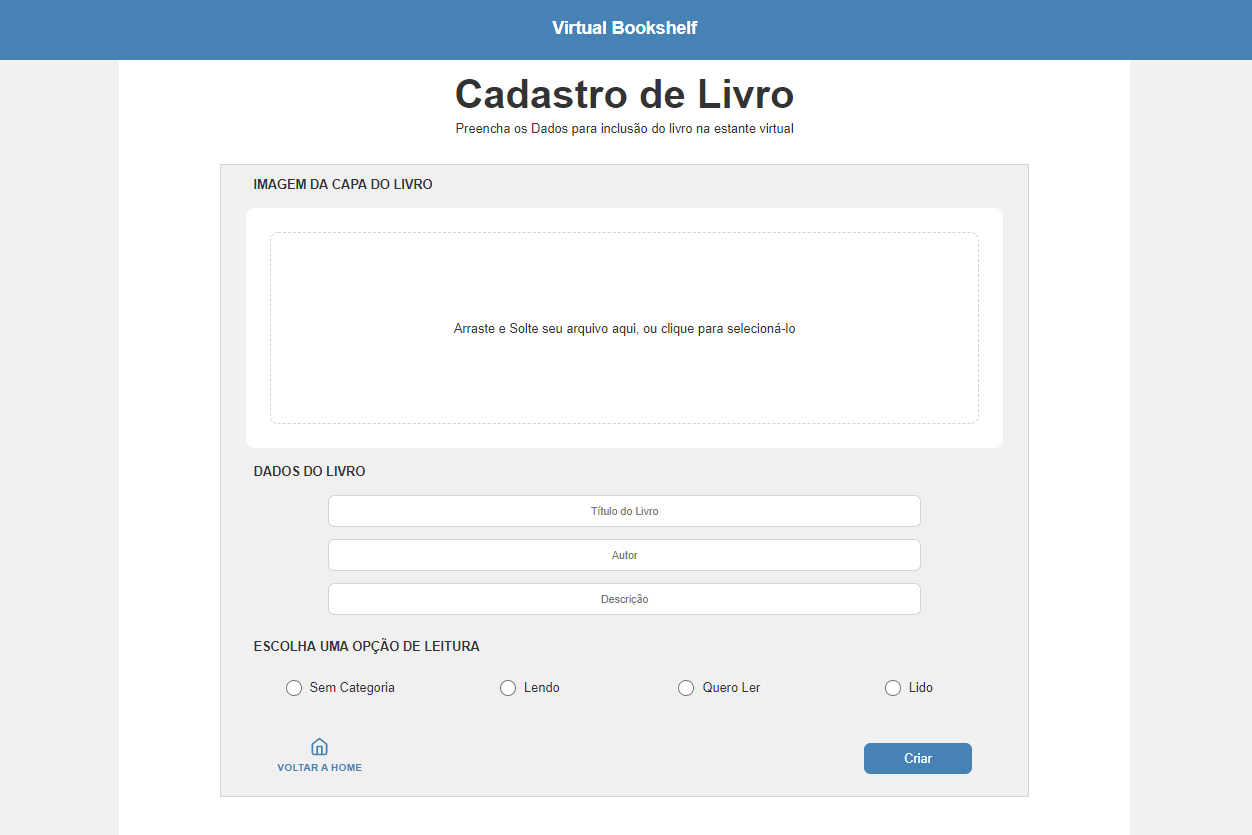 Virtual Bookshelf
Cadastro de Livro
Preencha os Dados para inclusão do livro na estante virtual
IMAGEM DA CAPA DO LIVRO
Arraste e Solte seu arquivo aqui, ou clique para selecioná-lo
DADOS DO LIVRO
Título do Livro
Autor
Descrição
ESCOLHA UMA OPÇÃO DE LEITURA
Sem Categoria Lendo Quero Ler Lido
VOLTAR A HOME
Criar